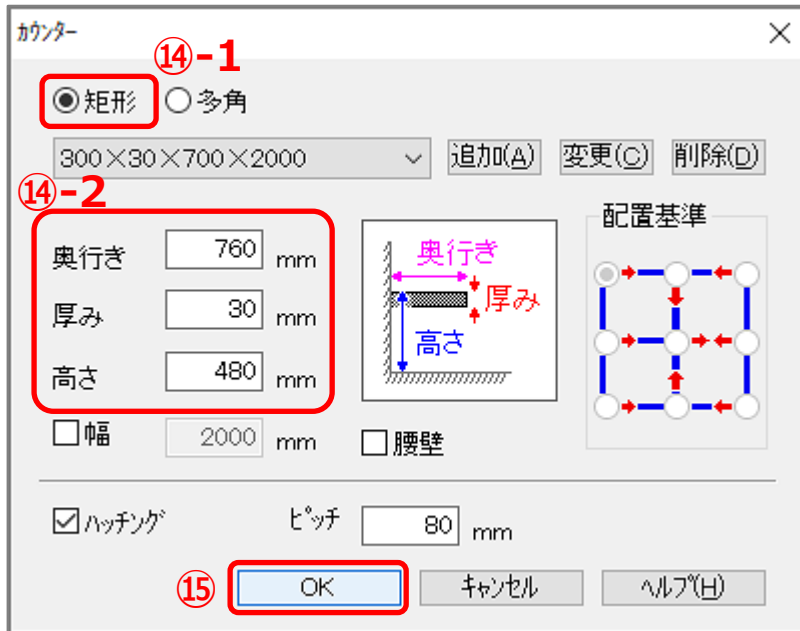 ｶｳﾝﾀｰ
⑭-1
矩形 多角
300×30×700×2000 追加(A) 変更(C) 削除(D)
⑭-2
配置基準
奥行き 760 mm
厚み 30 mm
高さ 480 mm
奥行き
厚み
高さ
幅 2000 mm
腰壁
ﾊｯﾁﾝｸﾞ ﾋﾟｯﾁ 80 mm
⑮ OK ｷｬﾝｾﾙ ﾍﾙﾌﾟ(H)